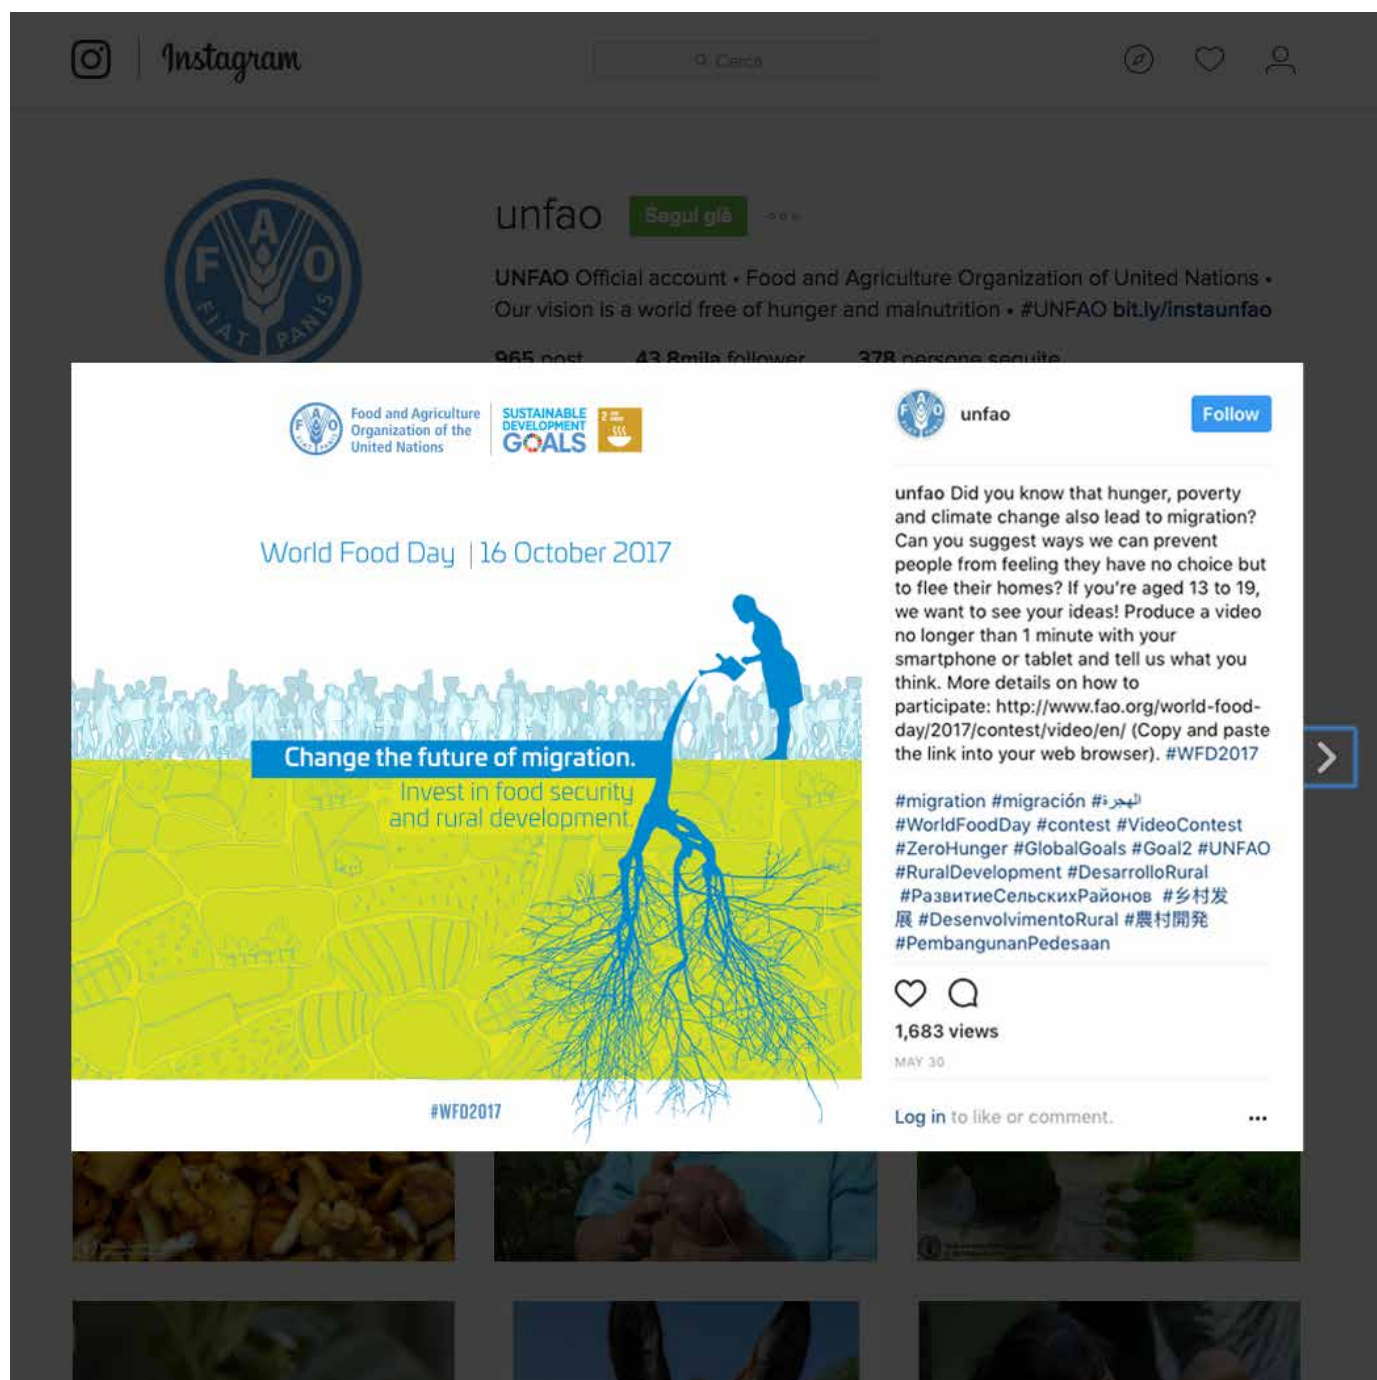 Instagram
Cerca
unfao
Segui già
UNFAO Official account • Food and Agriculture Organization of United Nations •
Our vision is a world free of hunger and malnutrition • #UNFAO bit.ly/instaunfao
965 post 43.8mila follower 378 persone seguite
FAO
FIAT PANIS
Food and Agriculture
Organization of the
United Nations
SUSTAINABLE
DEVELOPMENT
GOALS
2
World Food Day | 16 October 2017
Change the future of migration.
Invest in food security
and rural development.
#WFD2017
unfao
Follow
unfao Did you know that hunger, poverty
and climate change also lead to migration?
Can you suggest ways we can prevent
people from feeling they have no choice but
to flee their homes? If you're aged 13 to 19,
we want to see your ideas! Produce a video
no longer than 1 minute with your
smartphone or tablet and tell us what you
think. More details on how to
participate: http://www.fao.org/world-food-
day/2017/contest/video/en/ (Copy and paste
the link into your web browser). #WFD2017
#migration #migración #الهجرة
#WorldFoodDay #contest #VideoContest
#ZeroHunger #GlobalGoals #Goal2 #UNFAO
#RuralDevelopment #DesarrolloRural
#РазвитиеСельскихРайонов #乡村发
展 #DesenvolvimentoRural #農村開発
#PembangunanPedesaan
1,683 views
MAY 30
Log in to like or comment.